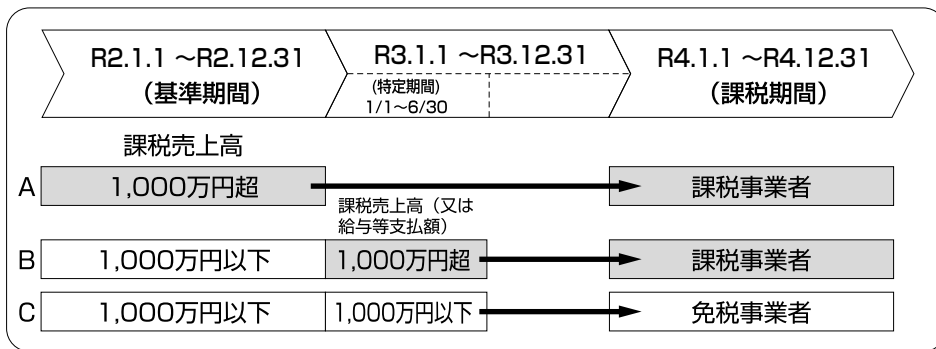 R2.1.1 ～R2.12.31
(基準期間)
R3.1.1 ～R3.12.31
(特定期間)
1/1～6/30
R4.1.1 ～R4.12.31
(課税期間)
課税売上高
A 1,000万円超 課税事業者
課税売上高（又は
給与等支払額）
B 1,000万円以下 1,000万円超 課税事業者
C 1,000万円以下 1,000万円以下 免税事業者